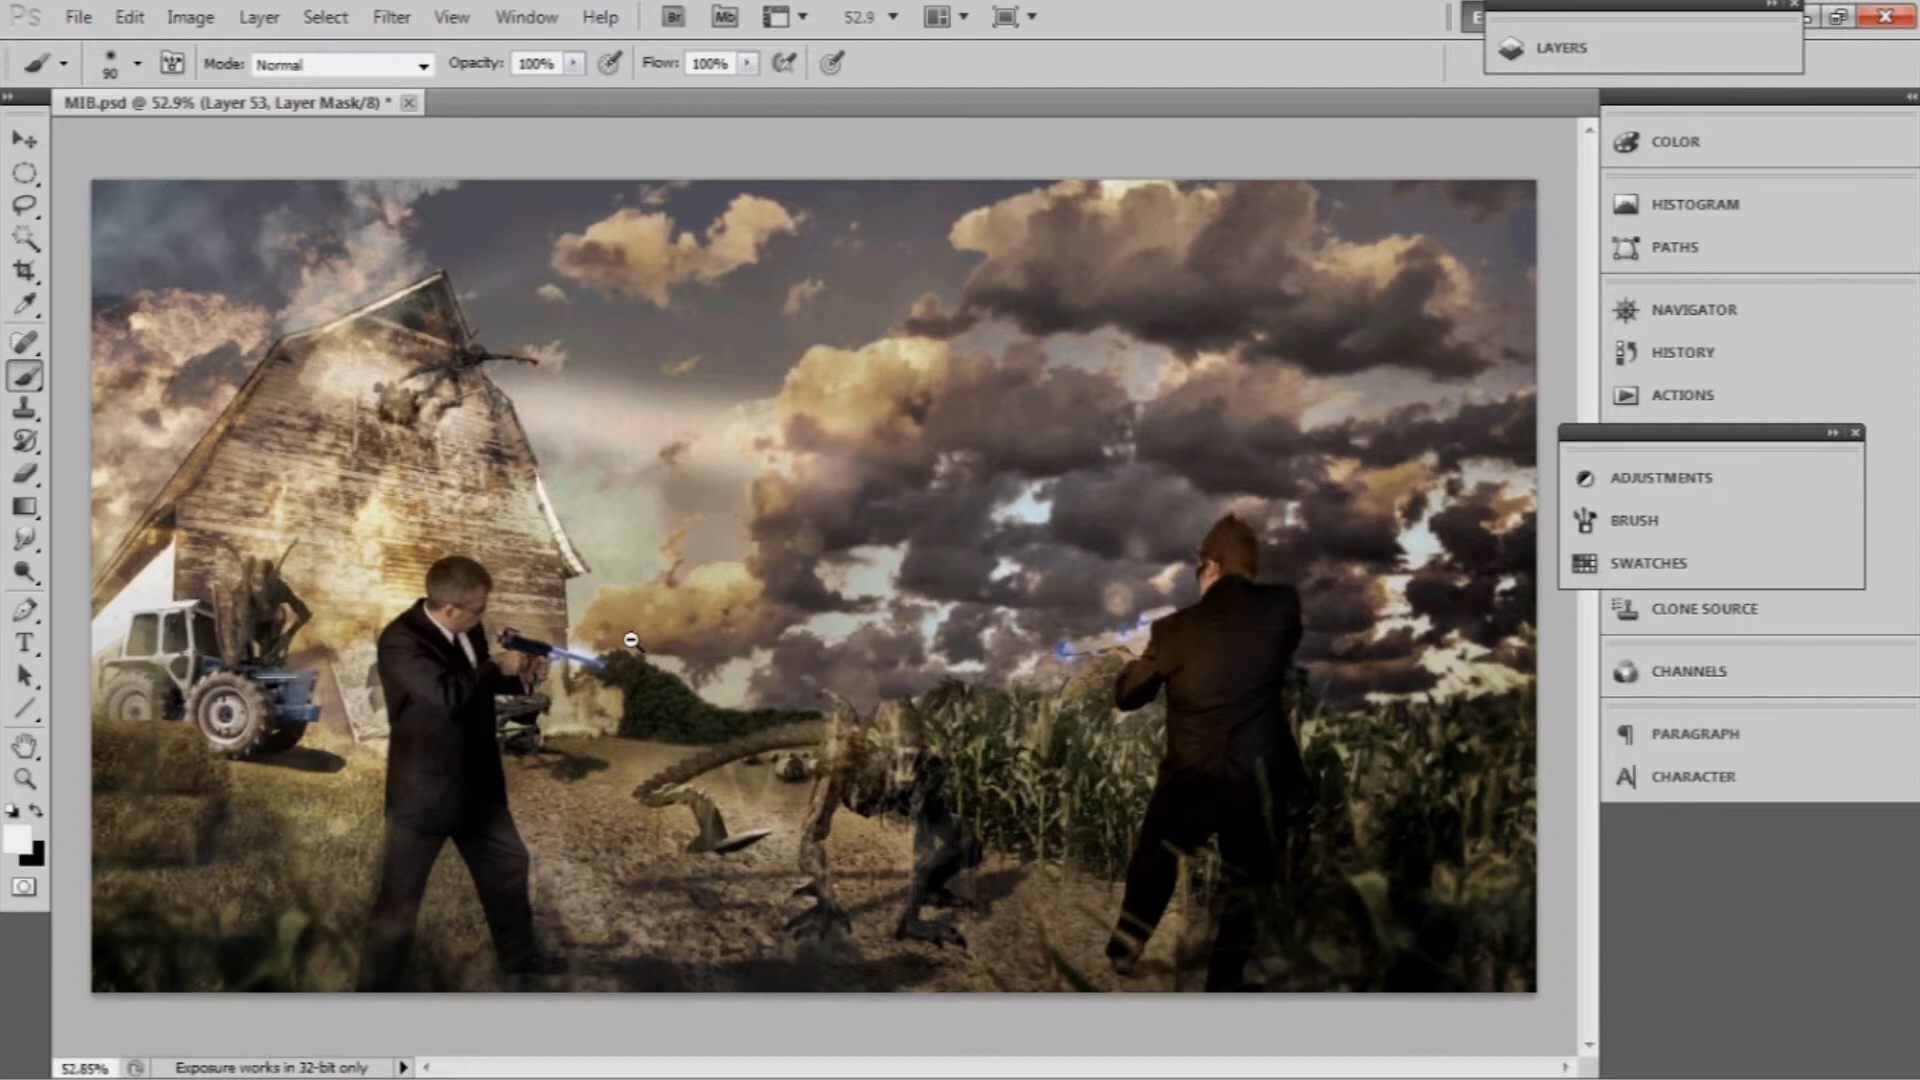 Ps File Edit Image Layer Select Filter View Window Help Br Mb 52.9
90 Mode: Normal Opacity: 100% Flow: 100%
LAYERS
MIB.psd @ 52.9% (Layer 53, Layer Mask/8) *
COLOR
HISTOGRAM
PATHS
NAVIGATOR
HISTORY
ACTIONS
ADJUSTMENTS
BRUSH
SWATCHES
CLONE SOURCE
CHANNELS
PARAGRAPH
CHARACTER
52.85% Exposure works in 32-bit only